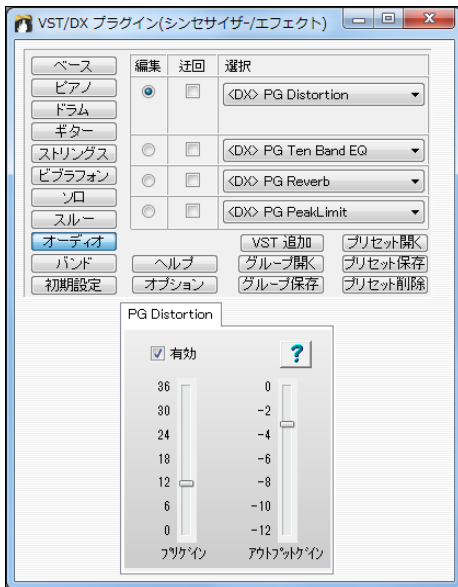 VST/DX プラグイン(シンセサイザ-/エフェクト)
ベース 編集 迂回 選択
ピアノ <DX> PG Distortion
ドラム
ギター
ストリングス <DX> PG Ten Band EQ
ビブラフォン <DX> PG Reverb
ソロ
スルー <DX> PG PeakLimit
オーディオ VST 追加 プリセット開く
バンド ヘルプ グループ開く プリセット保存
初期設定 オプション グループ保存 プリセット削除
PG Distortion
有効 ?
36 0
30 -2
24 -4
18 -6
12 -8
6 -10
0 -12
プリゲイン アウトプットゲイン